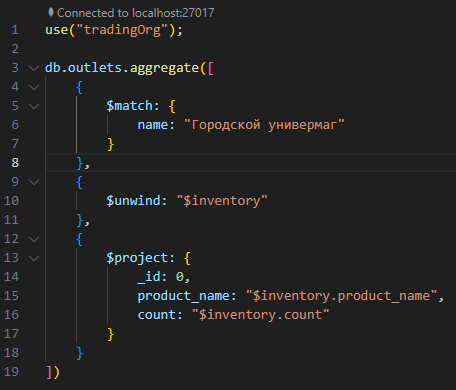 Connected to localhost:27017
1 use("tradingOrg");
2
3 db.outlets.aggregate([
4     {
5         $match: {
6             name: "Городской универмаг"
7         }
8     },
9     {
10         $unwind: "$inventory"
11     },
12     {
13         $project: {
14             _id: 0,
15             product_name: "$inventory.product_name",
16             count: "$inventory.count"
17         }
18     }
19 ])